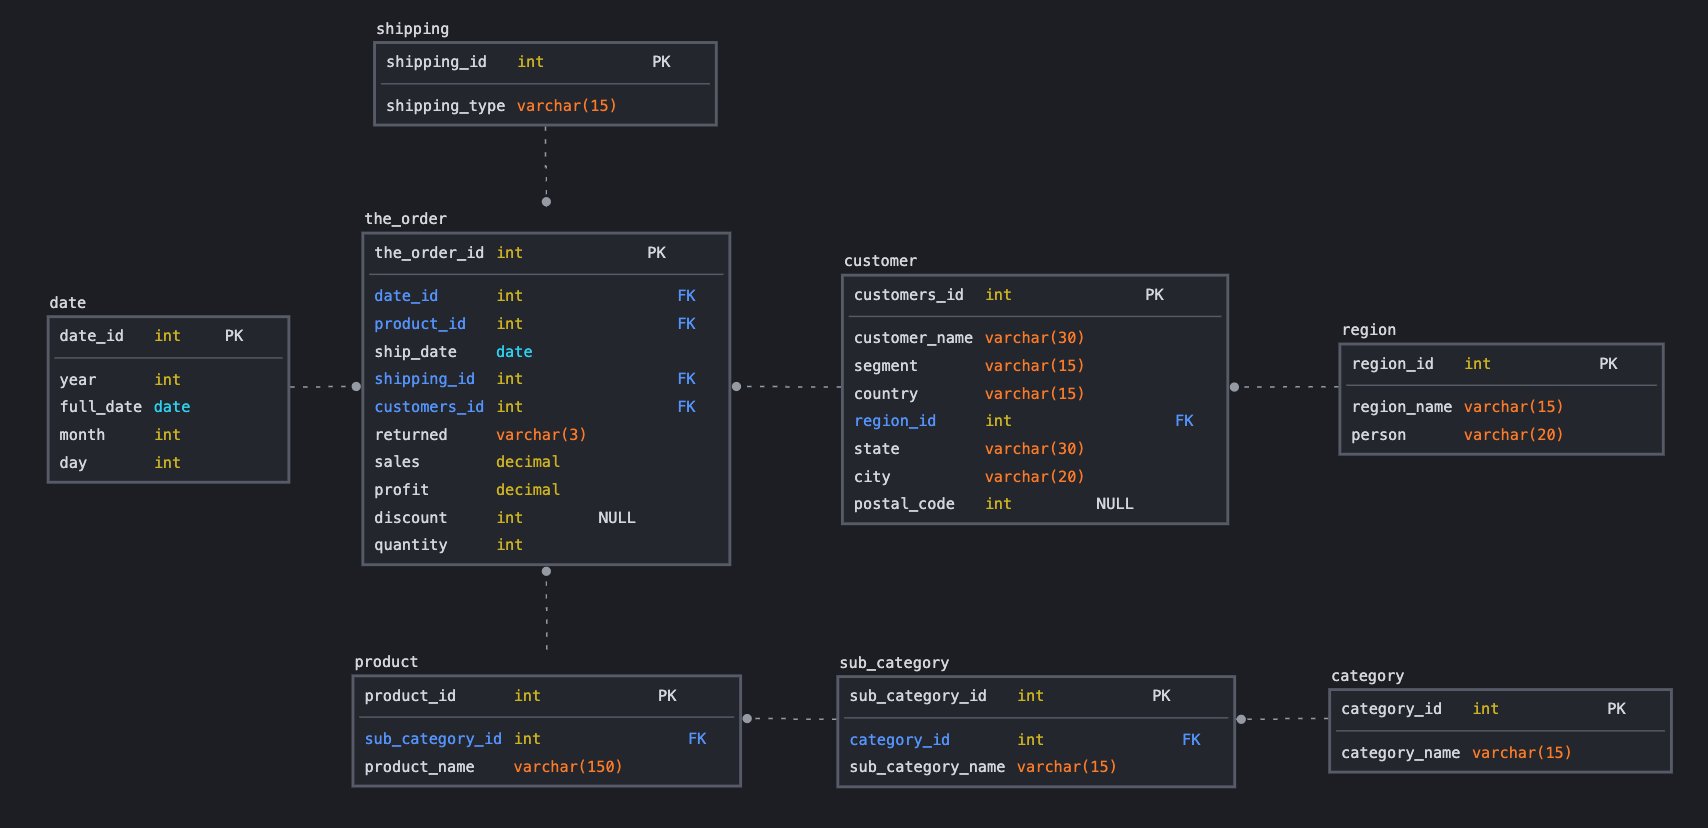 shipping
shipping_id int PK
shipping_type varchar(15)
the_order
the_order_id int PK
date_id int FK
product_id int FK
ship_date date
shipping_id int FK
customers_id int FK
returned varchar(3)
sales decimal
profit decimal
discount int NULL
quantity int
date
date_id int PK
year int
full_date date
month int
day int
customer
customers_id int PK
customer_name varchar(30)
segment varchar(15)
country varchar(15)
region_id int FK
state varchar(30)
city varchar(20)
postal_code int NULL
region
region_id int PK
region_name varchar(15)
person varchar(20)
product
product_id int PK
sub_category_id int FK
product_name varchar(150)
sub_category
sub_category_id int PK
category_id int FK
sub_category_name varchar(15)
category
category_id int PK
category_name varchar(15)